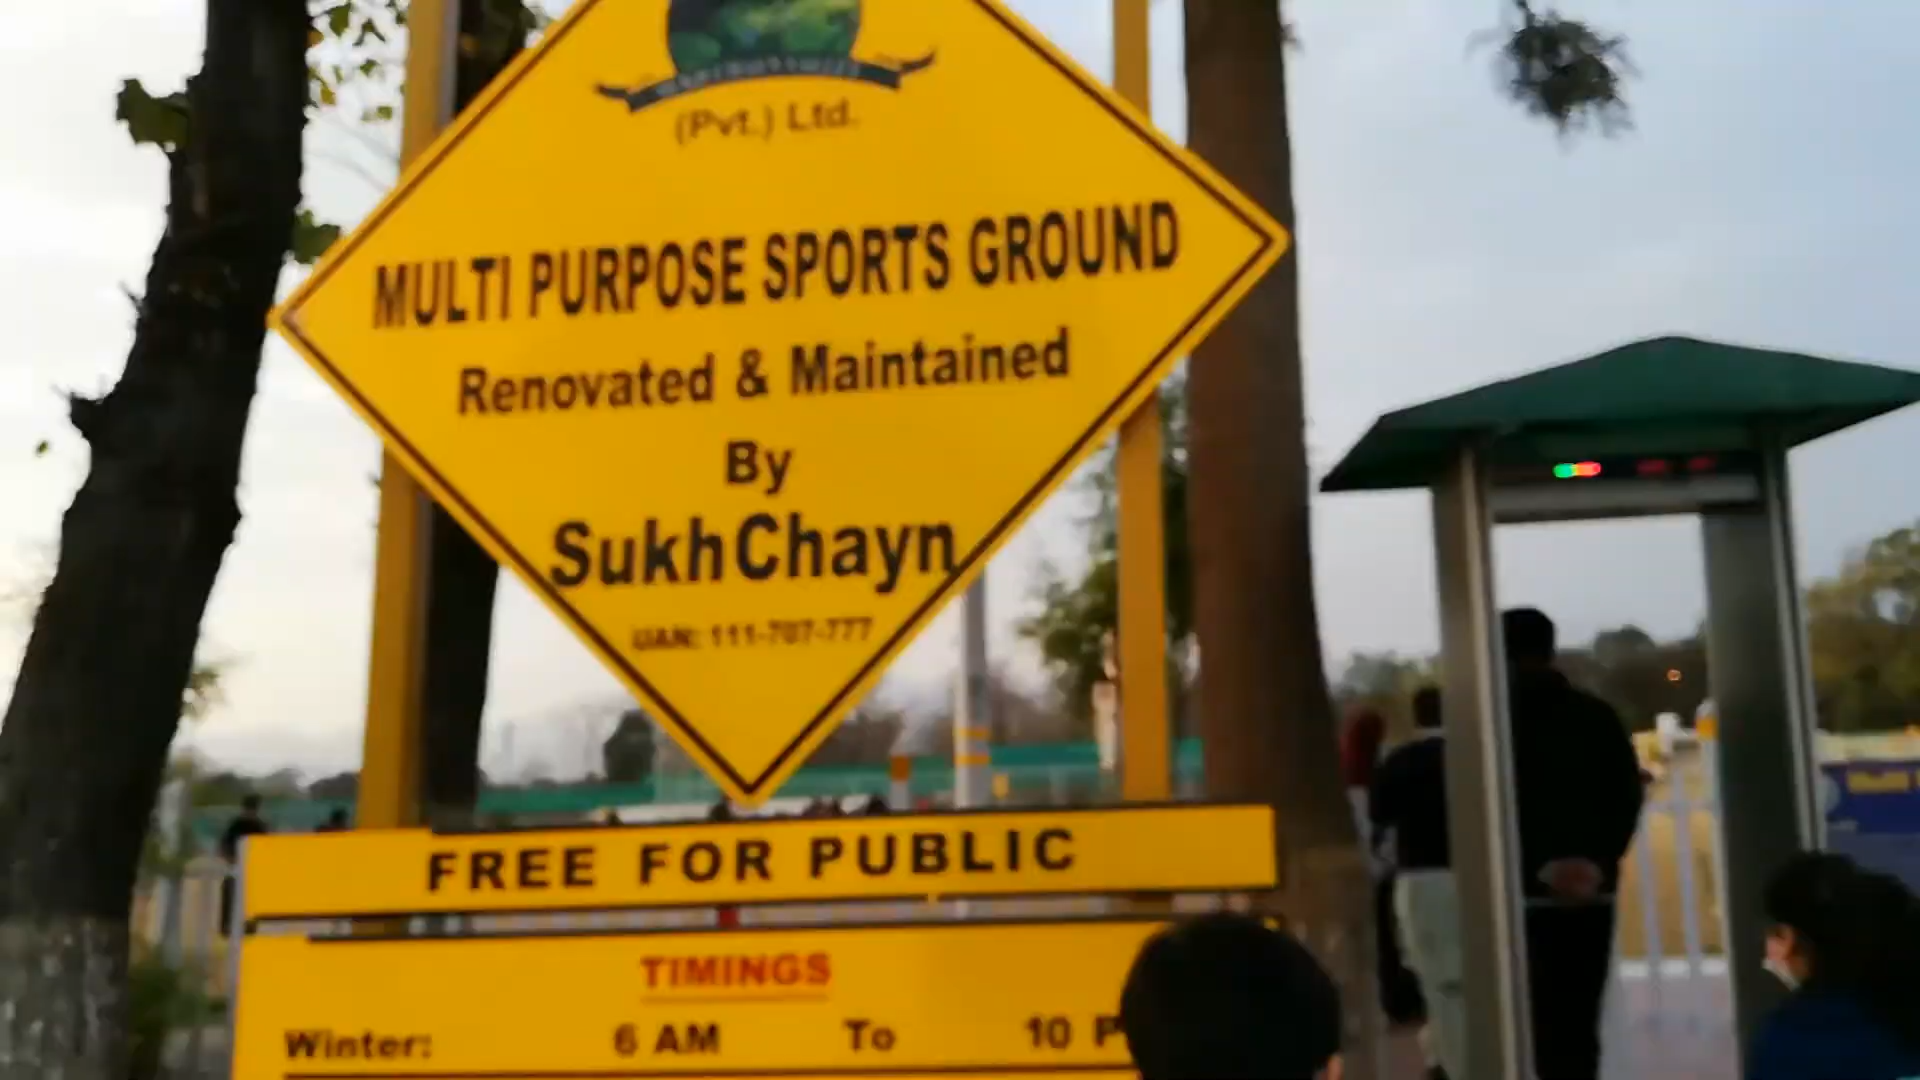 (Pvt.) Ltd.
MULTI PURPOSE SPORTS GROUND
Renovated & Maintained
By
SukhChayn
UAN: 111-707-777
FREE FOR PUBLIC
TIMINGS
Winter: 6 AM To 10